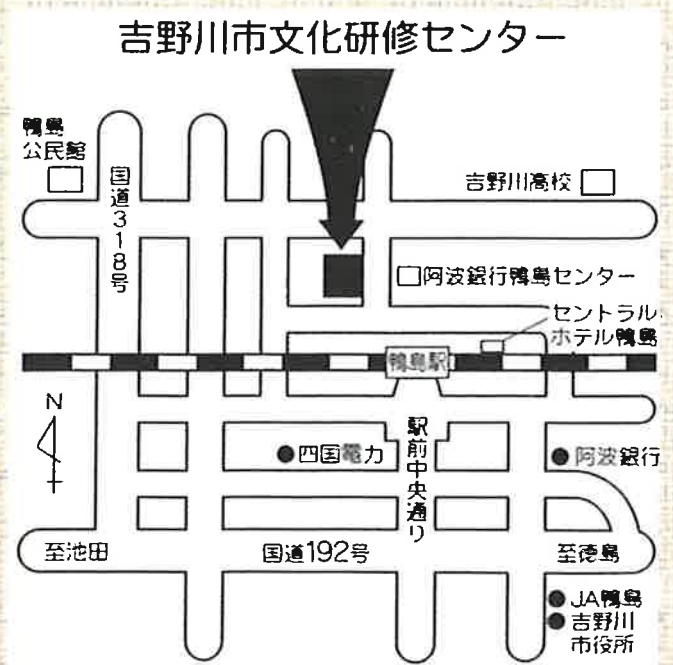 吉野川市文化研修センター
鴨島
公民館
国道318号
吉野川高校
阿波銀行鴨島センター
セントラル
ホテル鴨島
鴨島駅
N
四国電力
駅前中央通り
阿波銀行
至池田
国道192号
至徳島
JA鴨島
吉野川
市役所